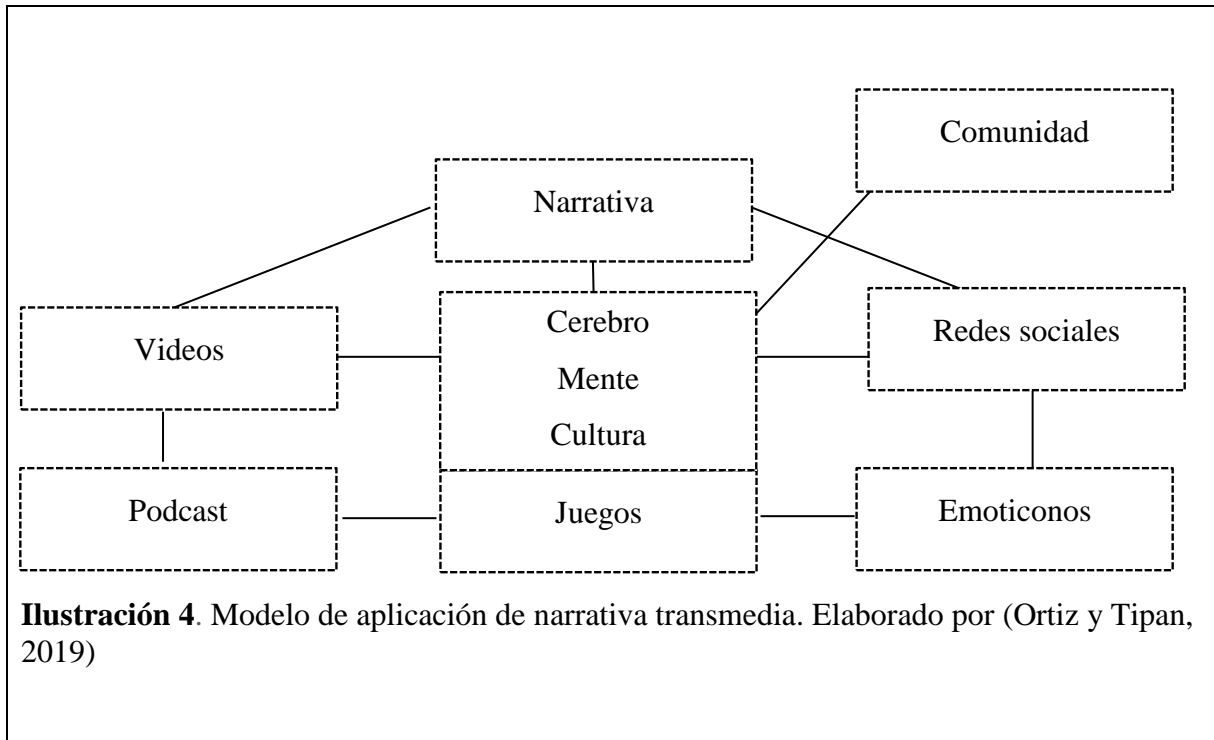 Comunidad
Narrativa
Cerebro
Mente
Cultura
Videos
Redes sociales
Podcast
Juegos
Emoticonos
Ilustración 4. Modelo de aplicación de narrativa transmedia. Elaborado por (Ortiz y Tipan,
2019)